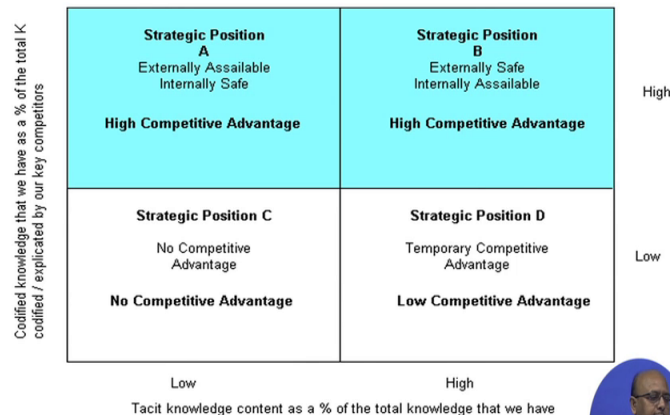 Codified knowledge that we have as a % of the total K
codified / explicated by our key competitors
Strategic Position
A
Externally Assailable
Internally Safe
High Competitive Advantage
Strategic Position
B
Externally Safe
Internally Assailable
High Competitive Advantage
High
Strategic Position C
No Competitive
Advantage
No Competitive Advantage
Strategic Position D
Temporary Competitive
Advantage
Low Competitive Advantage
Low
Low
High
Tacit knowledge content as a % of the total knowledge that we have